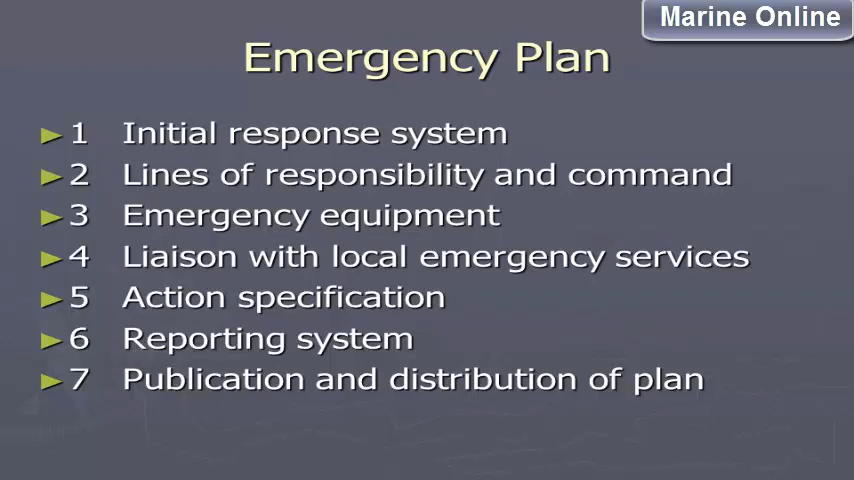 Marine Online
Emergency Plan
► 1 Initial response system
► 2 Lines of responsibility and command
► 3 Emergency equipment
► 4 Liaison with local emergency services
► 5 Action specification
► 6 Reporting system
► 7 Publication and distribution of plan